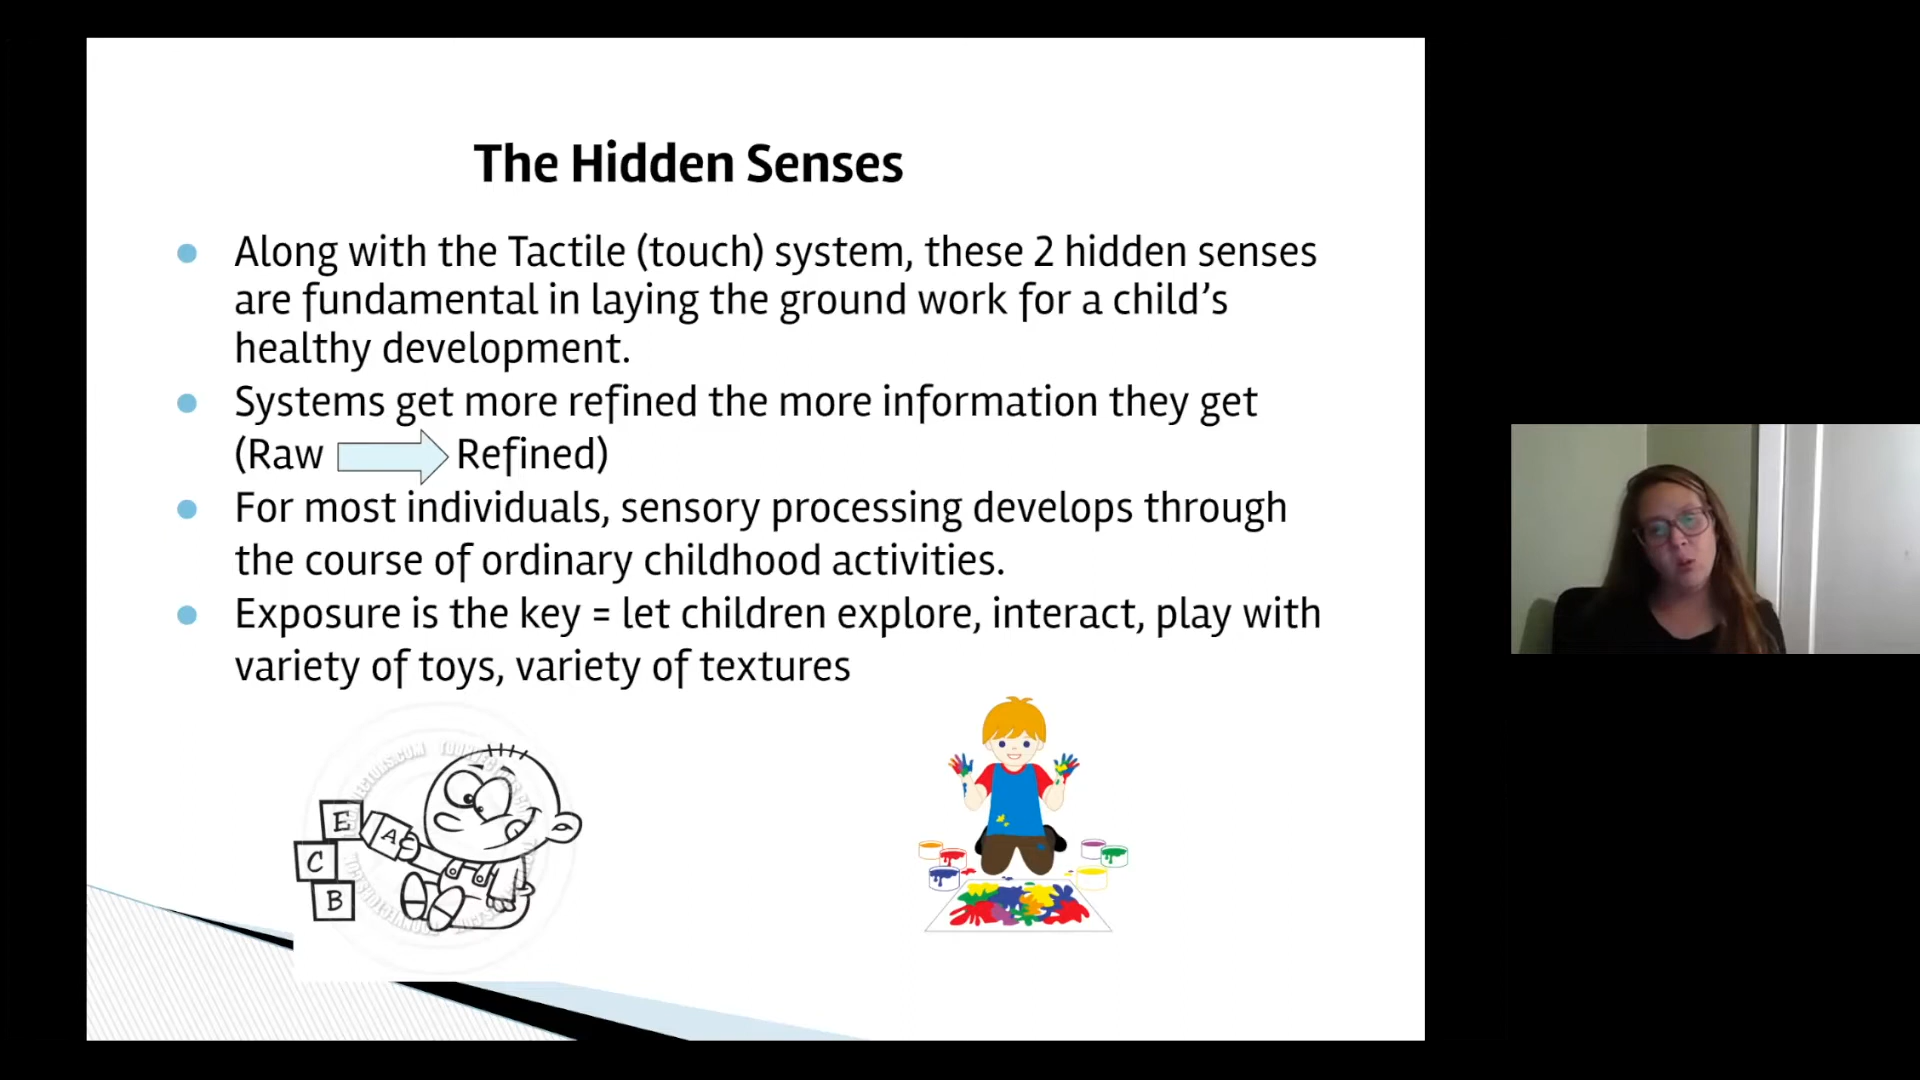 The Hidden Senses
Along with the Tactile (touch) system, these 2 hidden senses
are fundamental in laying the ground work for a child’s
healthy development.
Systems get more refined the more information they get
(Raw Refined)
For most individuals, sensory processing develops through
the course of ordinary childhood activities.
Exposure is the key = let children explore, interact, play with
variety of toys, variety of textures
E
A
C
B